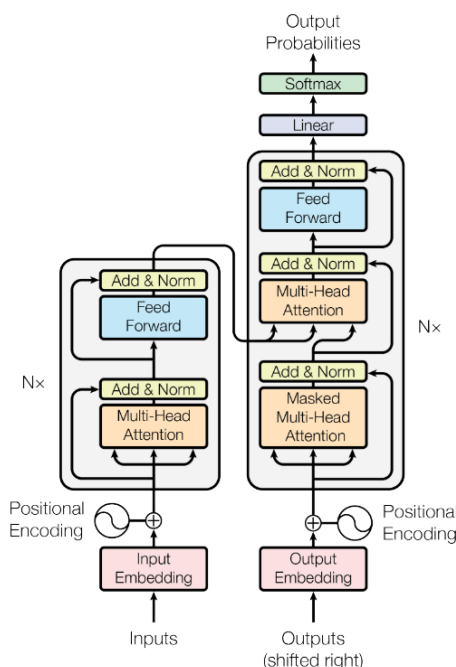 Output
Probabilities
Softmax
Linear
Add & Norm
Feed
Forward
Add & Norm
Multi-Head
Attention
Add & Norm
Masked
Multi-Head
Attention
N×
Add & Norm
Feed
Forward
Add & Norm
Multi-Head
Attention
N×
Positional
Encoding
Positional
Encoding
Input
Embedding
Output
Embedding
Inputs
Outputs
(shifted right)